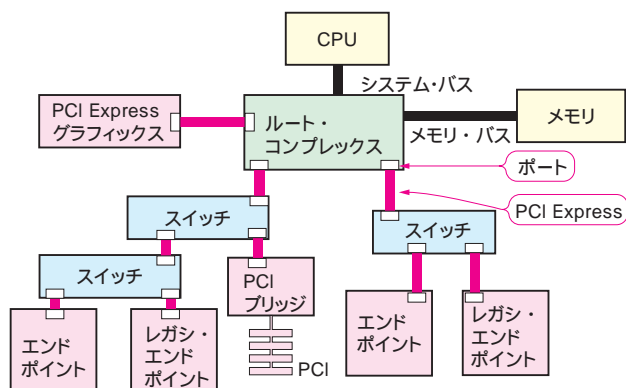 CPU
システム・バス
PCI Express
グラフィックス
ルート・
コンプレックス
メモリ
メモリ・バス
ポート
PCI Express
スイッチ
スイッチ
スイッチ
PCI
ブリッジ
エンド
ポイント
レガシ・
エンド
ポイント
PCI
エンド
ポイント
レガシ・
エンド
ポイント